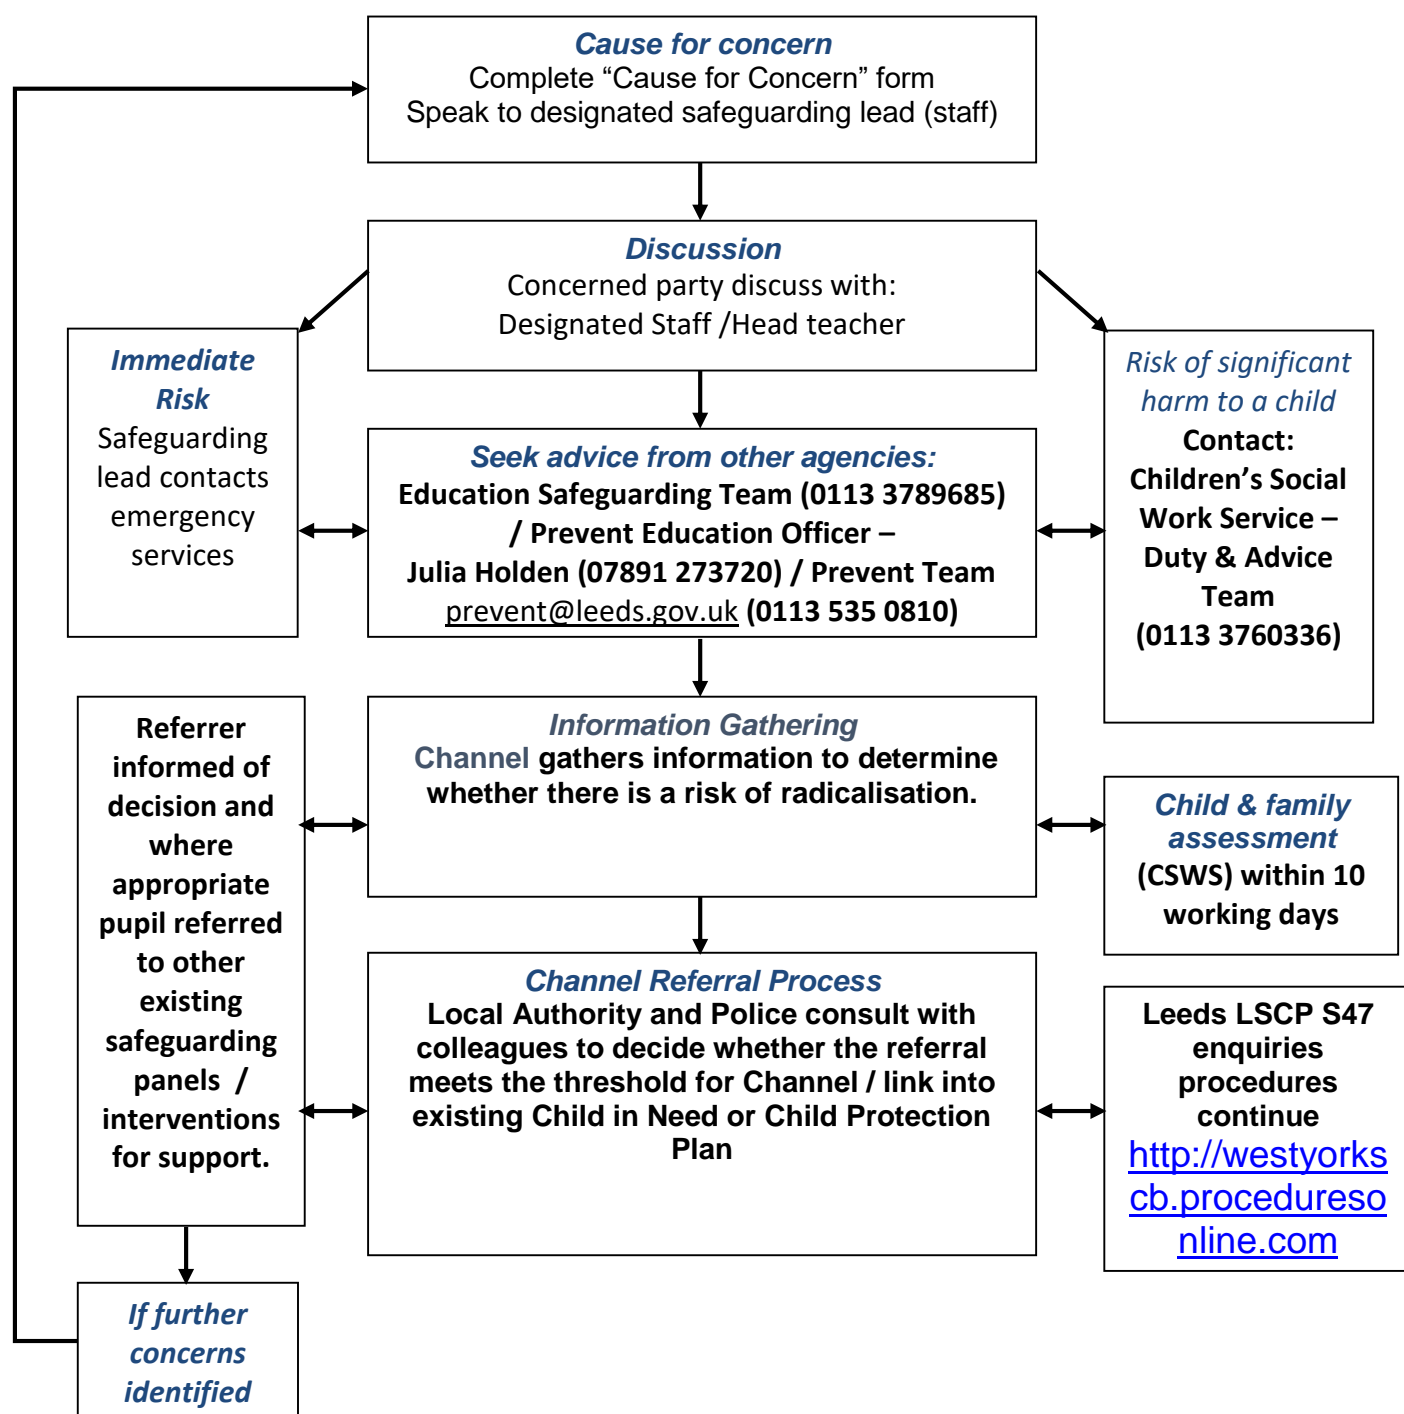 Cause for concern
Complete “Cause for Concern” form
Speak to designated safeguarding lead (staff)
Discussion
Concerned party discuss with:
Designated Staff /Head teacher
Immediate
Risk
Safeguarding
lead contacts
emergency
services
Seek advice from other agencies:
Education Safeguarding Team (0113 3789685)
/ Prevent Education Officer –
Julia Holden (07891 273720) / Prevent Team
prevent@leeds.gov.uk (0113 535 0810)
Risk of significant
harm to a child
Contact:
Children’s Social
Work Service –
Duty & Advice
Team
(0113 3760336)
Referrer
informed of
decision and
where
appropriate
pupil referred
to other
existing
safeguarding
panels /
interventions
for support.
Information Gathering
Channel gathers information to determine
whether there is a risk of radicalisation.
Child & family
assessment
(CSWS) within 10
working days
Channel Referral Process
Local Authority and Police consult with
colleagues to decide whether the referral
meets the threshold for Channel / link into
existing Child in Need or Child Protection
Plan
Leeds LSCP S47
enquiries
procedures
continue
http://westyorks
cb.procedureso
nline.com
If further
concerns
identified